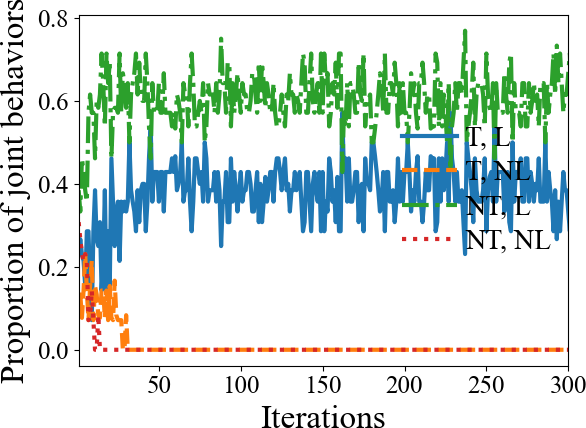 Proportion of joint behaviors
0.8
0.6
0.4
0.2
0.0
T, L
T, NL
NT, L
NT, NL
50
100
150
200
250
300
Iterations